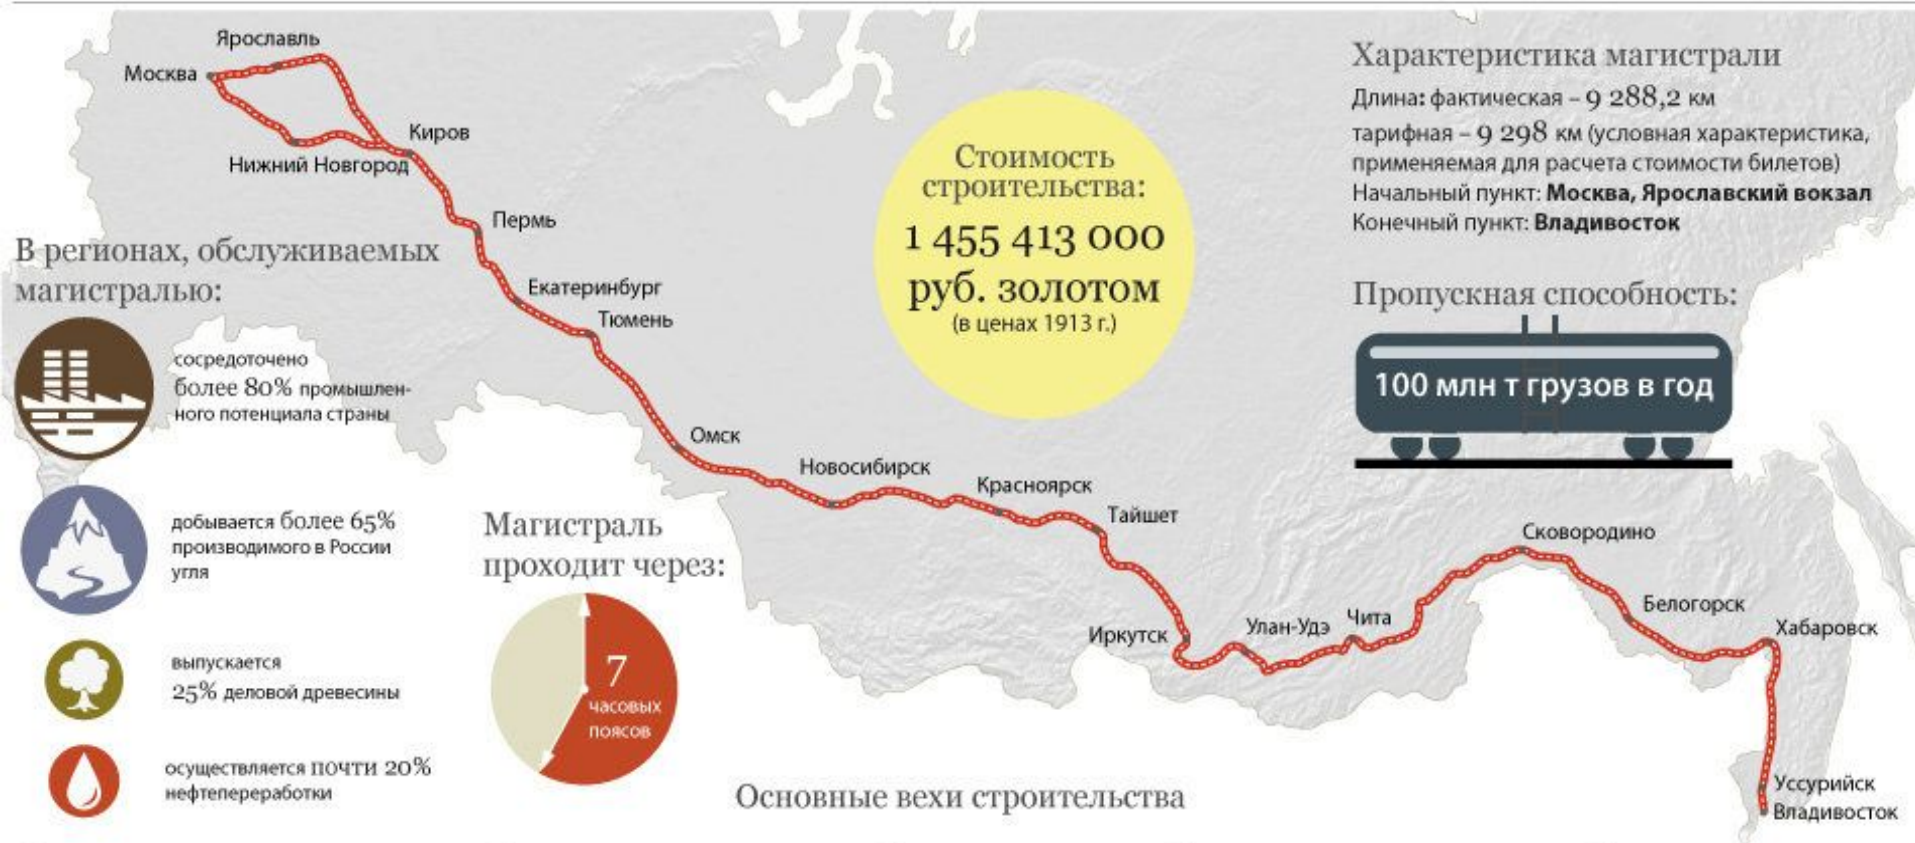 Ярославль
Москва
Киров
Нижний Новгород
Пермь
Екатеринбург
Тюмень
Омск
Новосибирск
Красноярск
Тайшет
Иркутск
Улан-Удэ
Чита
Сковородино
Белогорск
Хабаровск
Уссурийск
Владивосток
Стоимость
строительства:
1 455 413 000
руб. золотом
(в ценах 1913 г.)
Характеристика магистрали
Длина: фактическая – 9 288,2 км
тарифная – 9 298 км (условная характеристика,
применяемая для расчета стоимости билетов)
Начальный пункт: Москва, Ярославский вокзал
Конечный пункт: Владивосток
Пропускная способность:
100 млн т грузов в год
В регионах, обслуживаемых
магистралью:
сосредоточено
более 80% промышлен-
ного потенциала страны
добывается более 65%
производимого в России
угля
выпускается
25% деловой древесины
осуществляется почти 20%
нефтепереработки
Магистраль
проходит через:
7
часовых
поясов
Основные вехи строительства